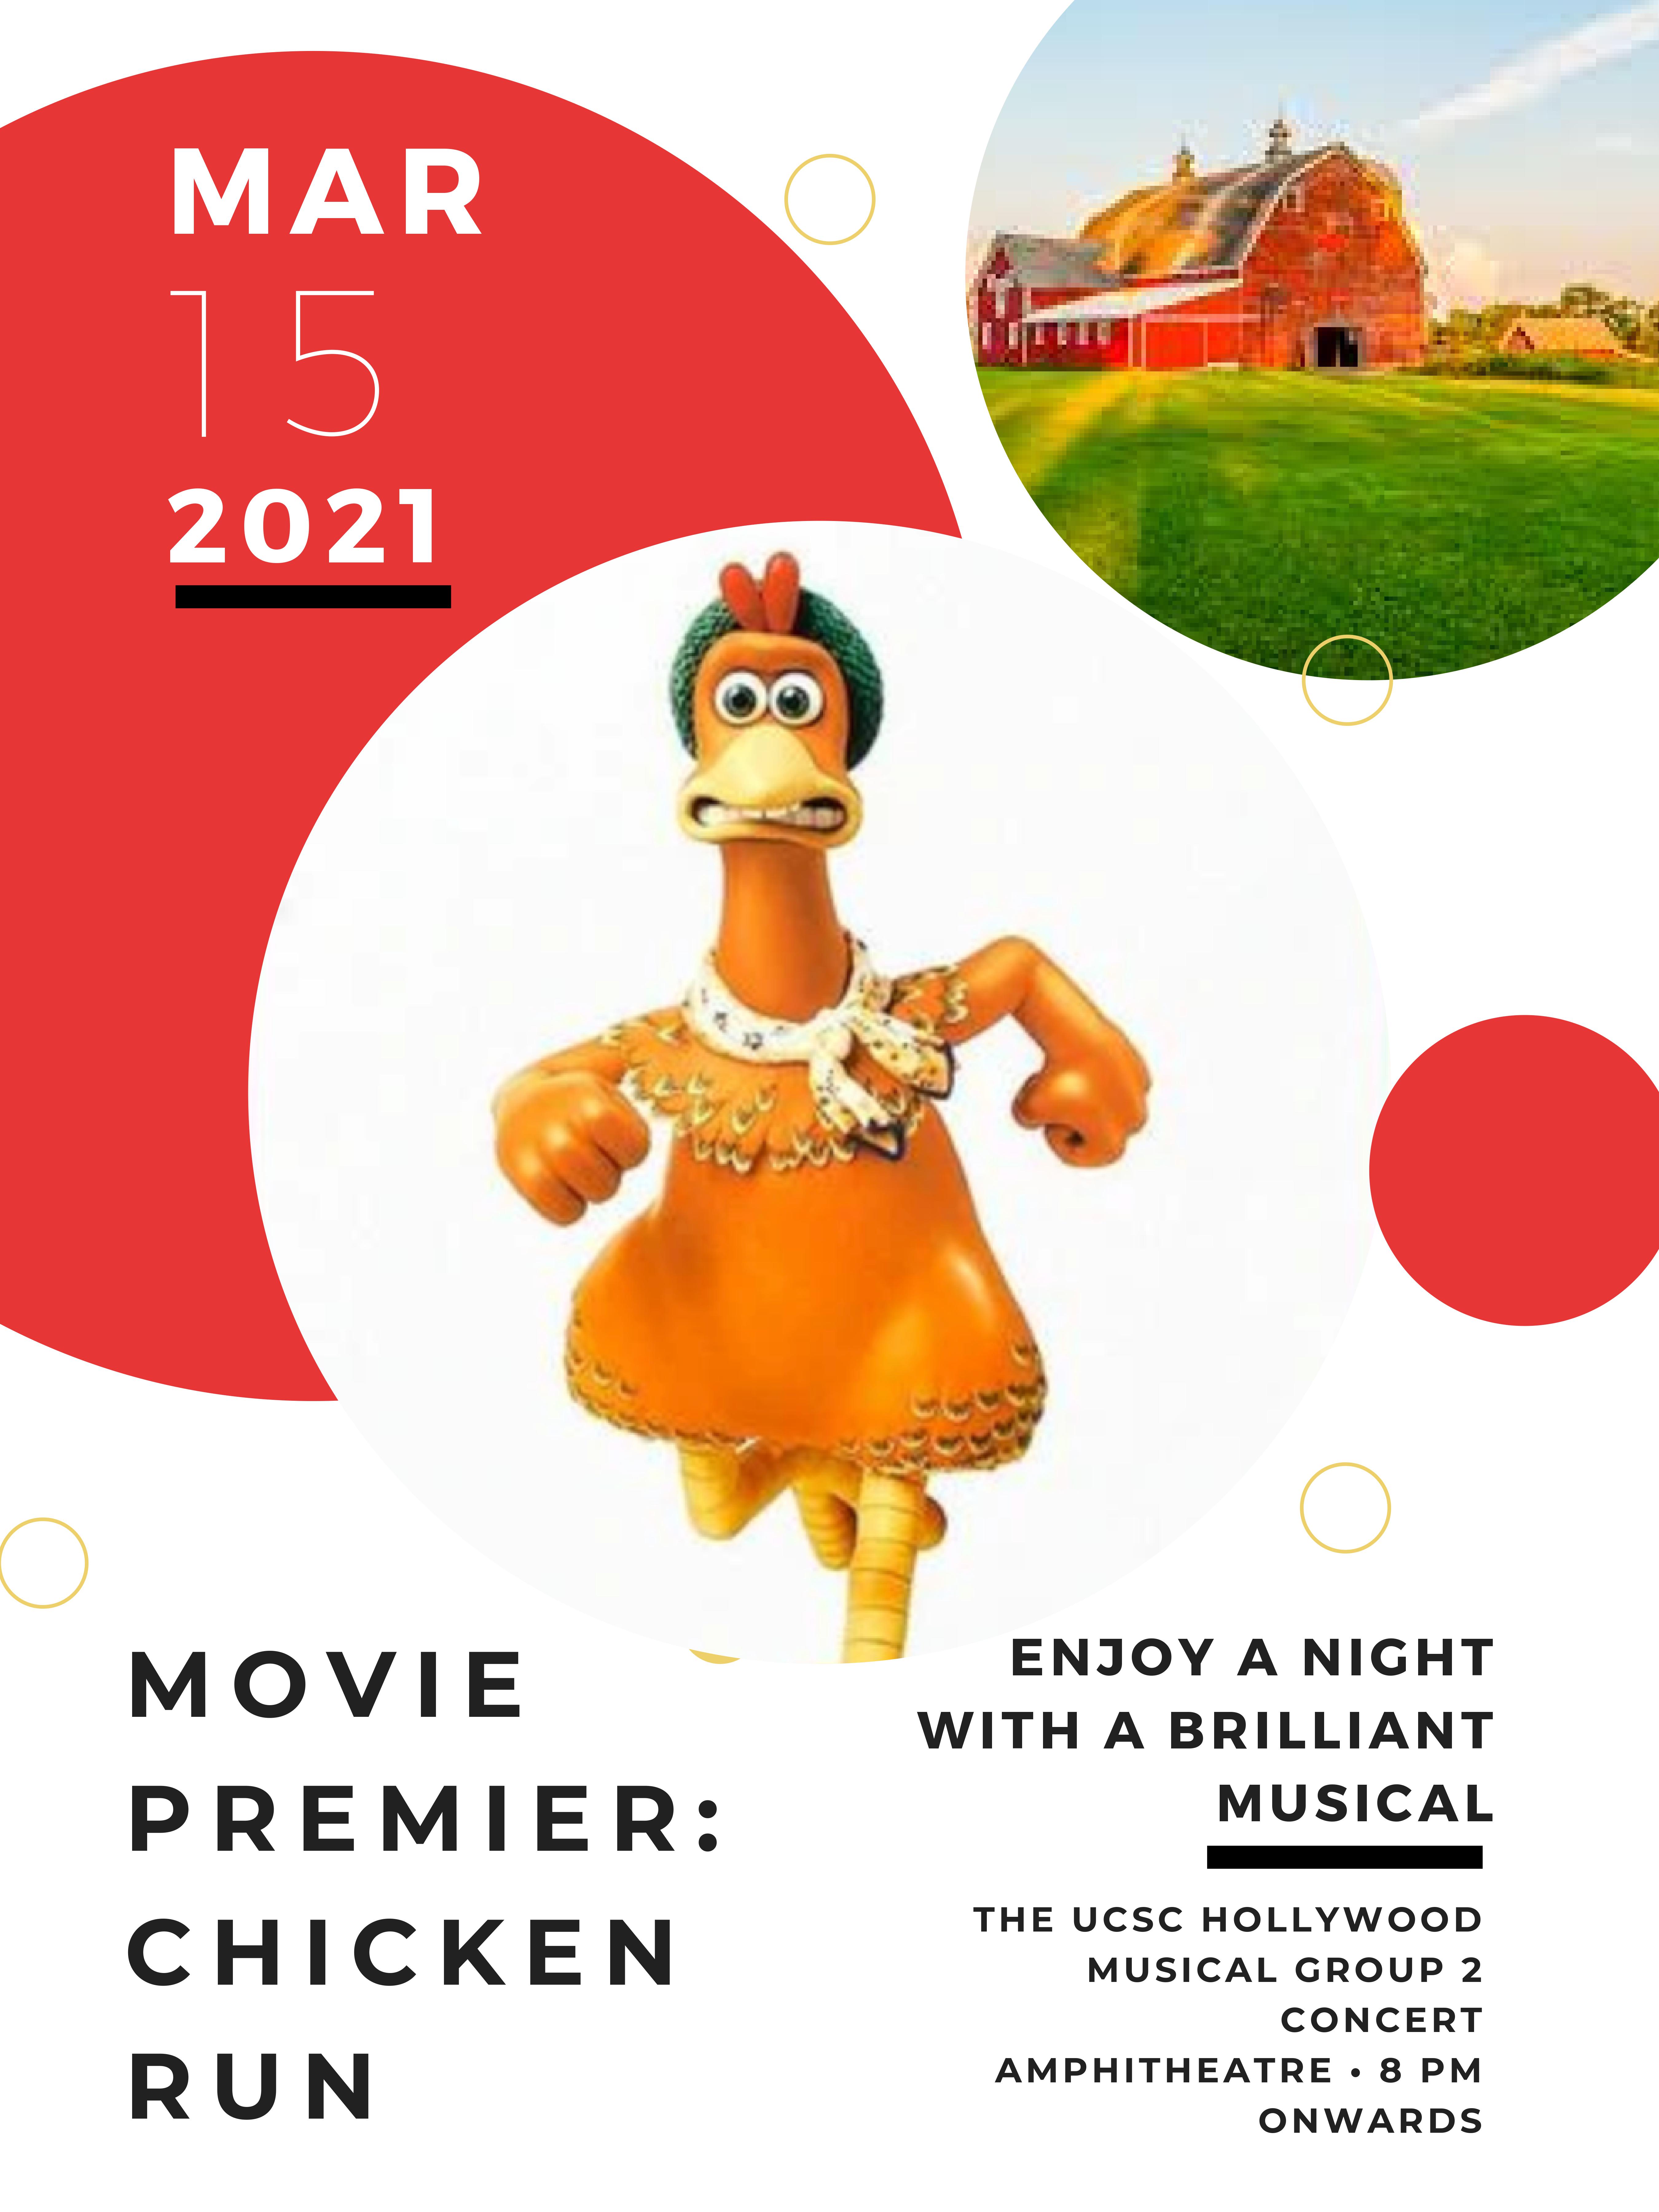 MAR
15
2021
MOVIE
PREMIER:
CHICKEN
RUN
ENJOY A NIGHT
WITH A BRILLIANT
MUSICAL
THE UCSC HOLLYWOOD
MUSICAL GROUP 2
CONCERT
AMPHITHEATRE • 8 PM
ONWARDS